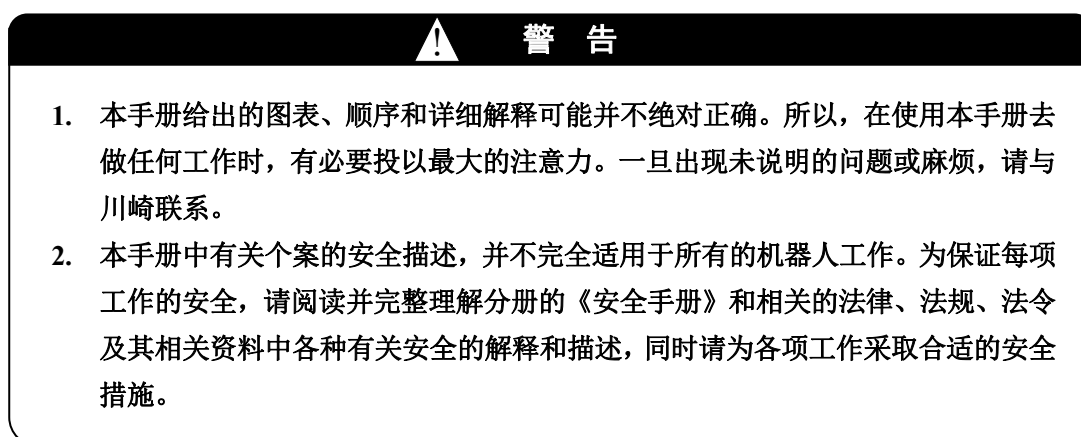 ! 警 告
1. 本手册给出的图表、顺序和详细解释可能并不绝对正确。所以，在使用本手册去
做任何工作时，有必要投以最大的注意力。一旦出现未说明的问题或麻烦，请与
川崎联系。
2. 本手册中有关个案的安全描述，并不完全适用于所有的机器人工作。为保证每项
工作的安全，请阅读并完整理解分册的《安全手册》和相关的法律、法规、法令
及其相关资料中各种有关安全的解释和描述，同时请为各项工作采取合适的安全
措施。